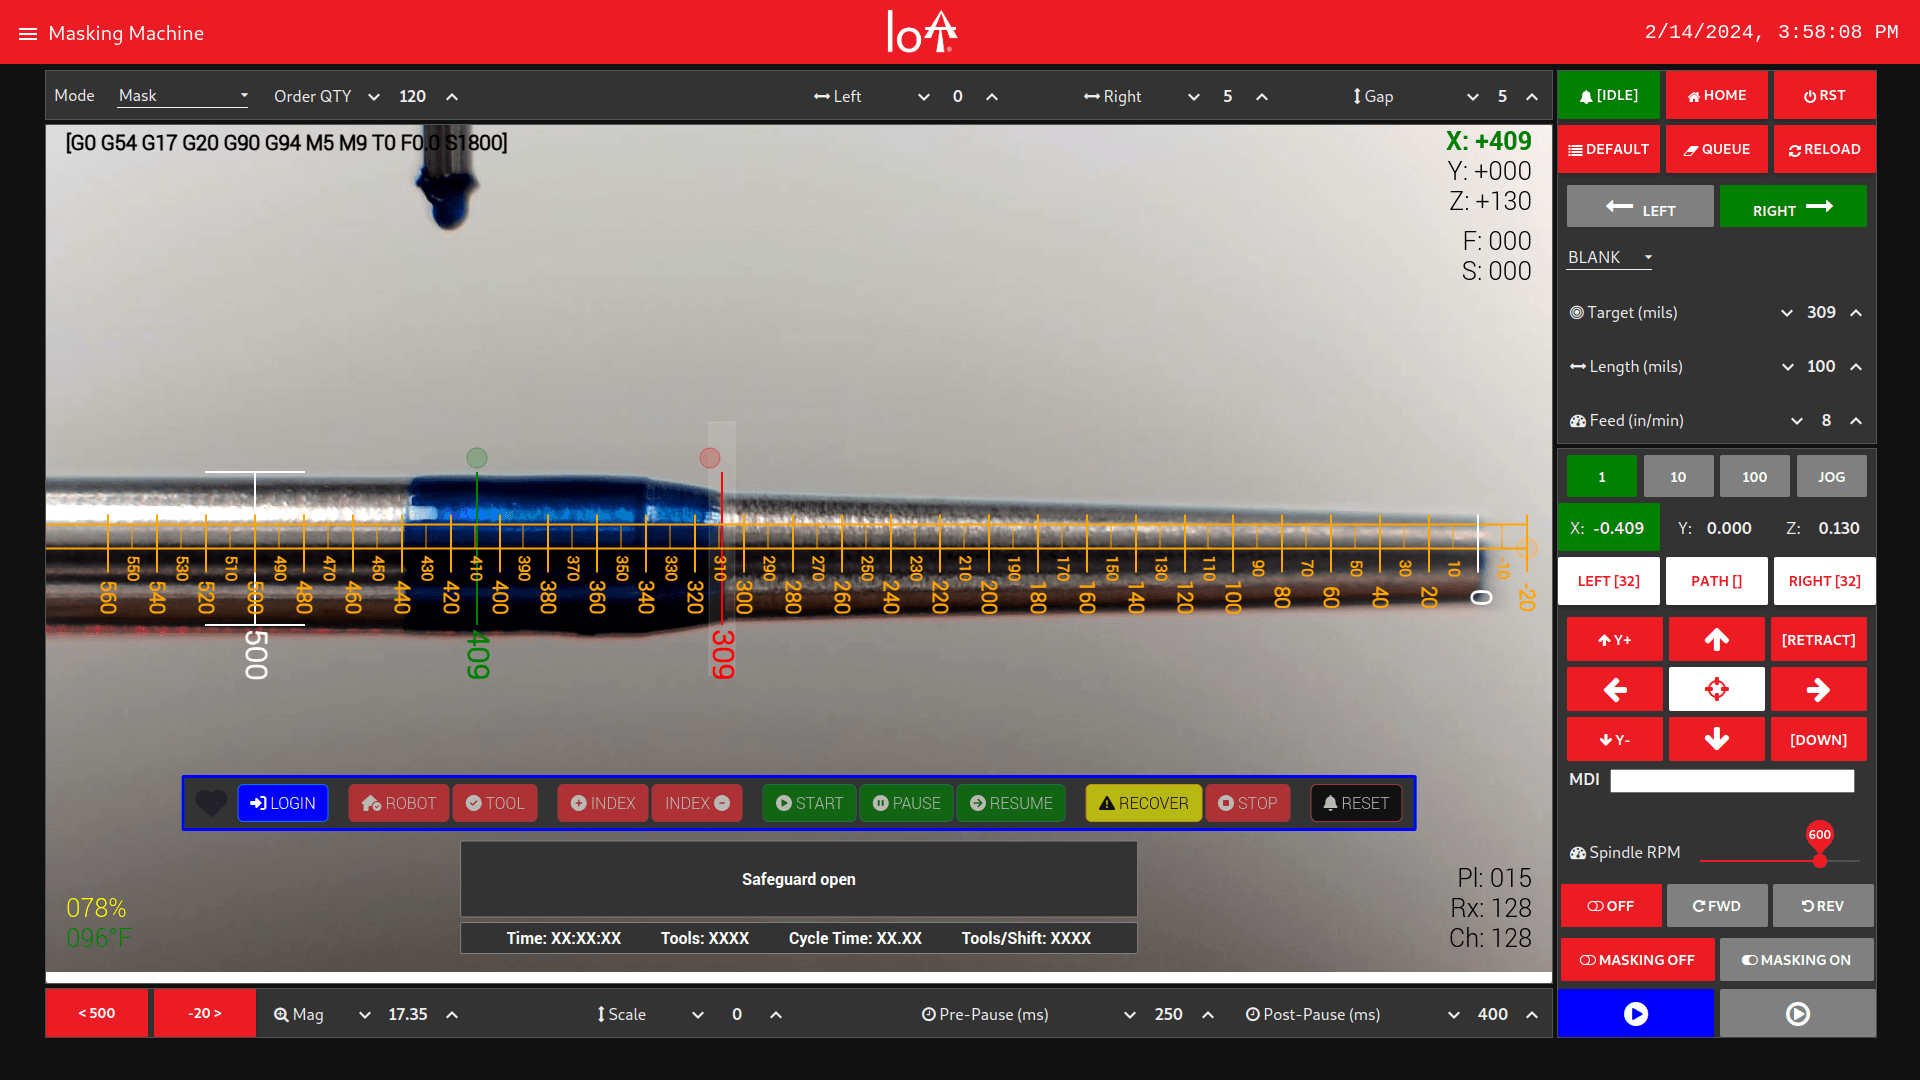 Masking Machine
IoA
2/14/2024, 3:58:08 PM
Mode Mask Order QTY 120 Left 0 Right 5 Gap 5
[IDLE] HOME RST
[G0 G54 G17 G20 G90 G94 M5 M9 T0 F0.0 S1800]
X: +409
Y: +000
Z: +130
F: 000
S: 000
DEFAULT QUEUE RELOAD
LEFT RIGHT
BLANK
Target (mils) 309
Length (mils) 100
Feed (in/min) 8
1 10 100 JOG
X: -0.409 Y: 0.000 Z: 0.130
LEFT [32] PATH [] RIGHT [32]
Y+ [RETRACT]
Y- [DOWN]
MDI
550 530 510 490 470 450 430 410 390 370 350 330 310 290 270 250 230 210 190 170 150 130 110 90 70 50 30 10 -10
560 540 520 500 480 460 440 420 400 380 360 340 320 300 280 260 240 220 200 180 160 140 120 100 80 60 40 20 0 -20
500 409 309
LOGIN ROBOT TOOL INDEX INDEX START PAUSE RESUME RECOVER STOP RESET
Safeguard open
Time: XX:XX:XX Tools: XXXX Cycle Time: XX.XX Tools/Shift: XXXX
078%
096°F
Pl: 015
Rx: 128
Ch: 128
600
Spindle RPM
OFF FWD REV
MASKING OFF MASKING ON
< 500 -20 > Mag 17.35 Scale 0 Pre-Pause (ms) 250 Post-Pause (ms) 400